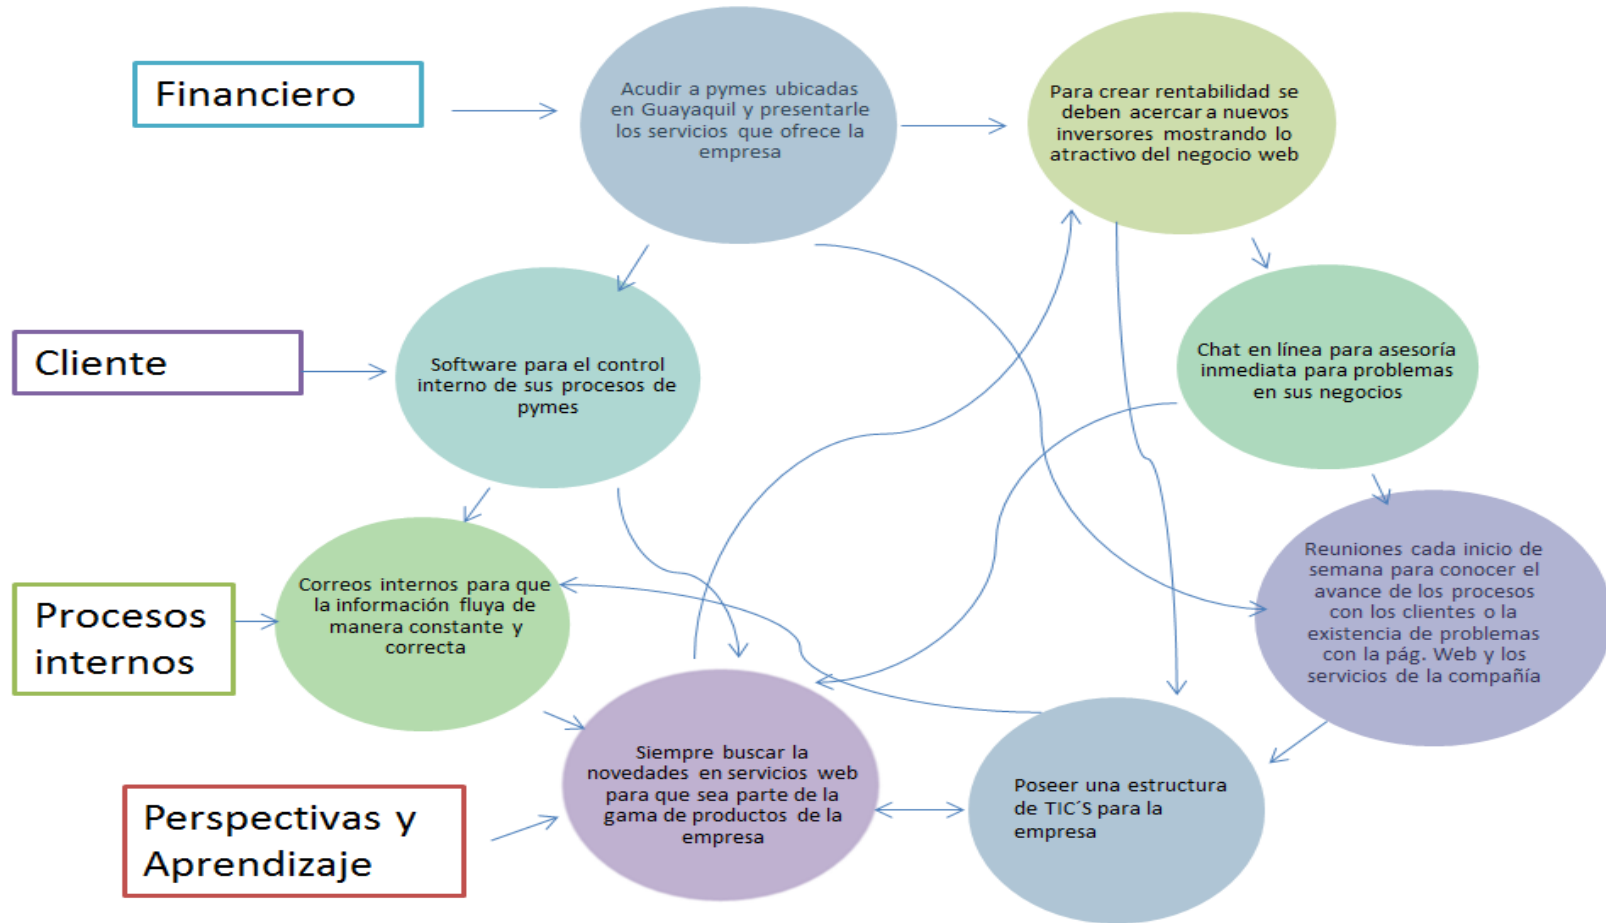 Financiero
Acudir a pymes ubicadas
en Guayaquil y presentarle
los servicios que ofrece la
empresa
Para crear rentabilidad se
deben acercar a nuevos
inversores mostrando lo
atractivo del negocio web
Cliente
Software para el control
interno de sus procesos de
pymes
Chat en línea para asesoría
inmediata para problemas
en sus negocios
Procesos
internos
Correos internos para que
la información fluya de
manera constante y
correcta
Reuniones cada inicio de
semana para conocer el
avance de los procesos
con los clientes o la
existencia de problemas
con la pág. Web y los
servicios de la compañía
Perspectivas y
Aprendizaje
Siempre buscar la
novedades en servicios web
para que sea parte de la
gama de productos de la
empresa
Poseer una estructura
de TIC´S para la
empresa